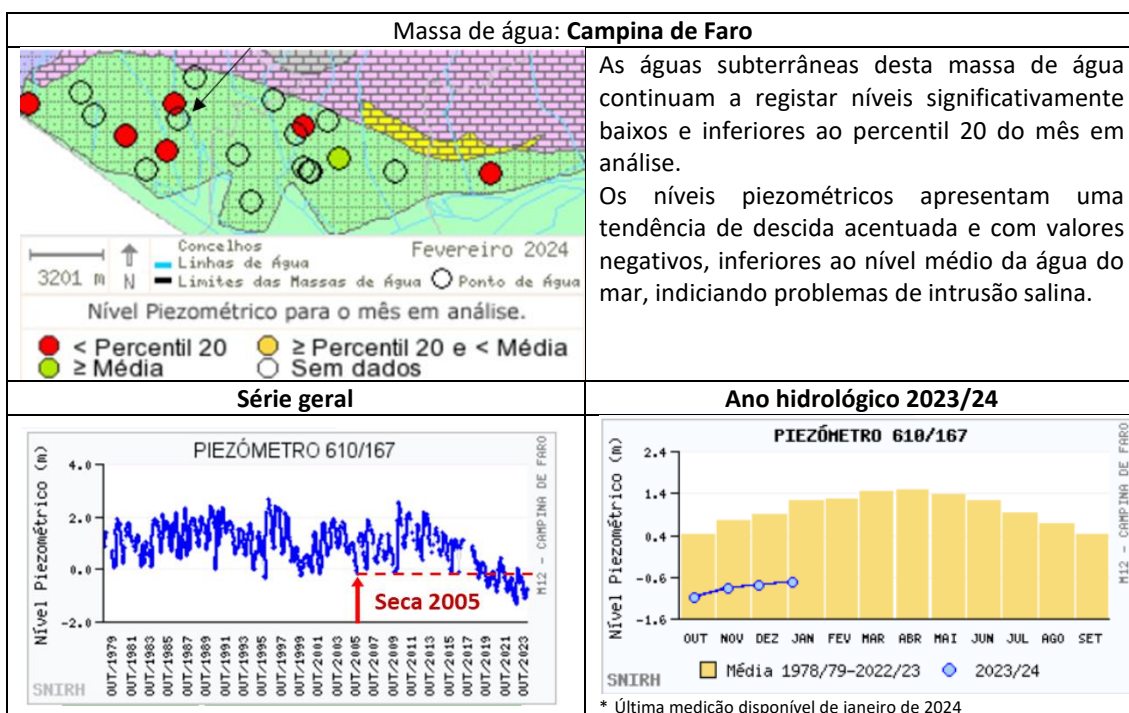 Massa de água: Campina de Faro
Concelhos
Linhas de Água
Limites das Massas de Água
Ponto de Água
Fevereiro 2024
3201 m
N
Nível Piezométrico para o mês em análise.
< Percentil 20
≥ Percentil 20 e < Média
≥ Média
Sem dados
As águas subterrâneas desta massa de água
continuam a registar níveis significativamente
baixos e inferiores ao percentil 20 do mês em
análise.
Os níveis piezométricos apresentam uma
tendência de descida acentuada e com valores
negativos, inferiores ao nível médio da água do
mar, indiciando problemas de intrusão salina.
Série geral
PIEZÓMETRO 610/167
Nível Piezométrico (m)
4.0
2.0
0.0
-2.0
Seca 2005
OUT/1979
OUT/1981
OUT/1983
OUT/1985
OUT/1987
OUT/1989
OUT/1991
OUT/1993
OUT/1995
OUT/1997
OUT/1999
OUT/2001
OUT/2003
OUT/2005
OUT/2007
OUT/2009
OUT/2011
OUT/2013
OUT/2015
OUT/2017
OUT/2019
OUT/2021
OUT/2023
M12 - CAMPINA DE FARO
SNIRH
Ano hidrológico 2023/24
PIEZÓMETRO 610/167
Nível Piezométrico (m)
2.4
1.4
0.4
-0.6
-1.6
OUT NOV DEZ JAN FEV MAR ABR MAI JUN JUL AGO SET
Média 1978/79-2022/23
2023/24
M12 - CAMPINA DE FARO
SNIRH
* Última medição disponível de janeiro de 2024